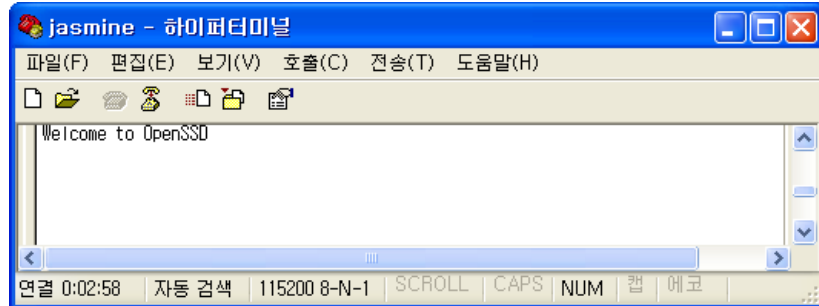 jasmine - 하이퍼터미널
파일(F) 편집(E) 보기(V) 호출(C) 전송(T) 도움말(H)
Welcome to OpenSSD
연결 0:02:58 자동 검색 115200 8-N-1 SCROLL CAPS NUM 캡 에코